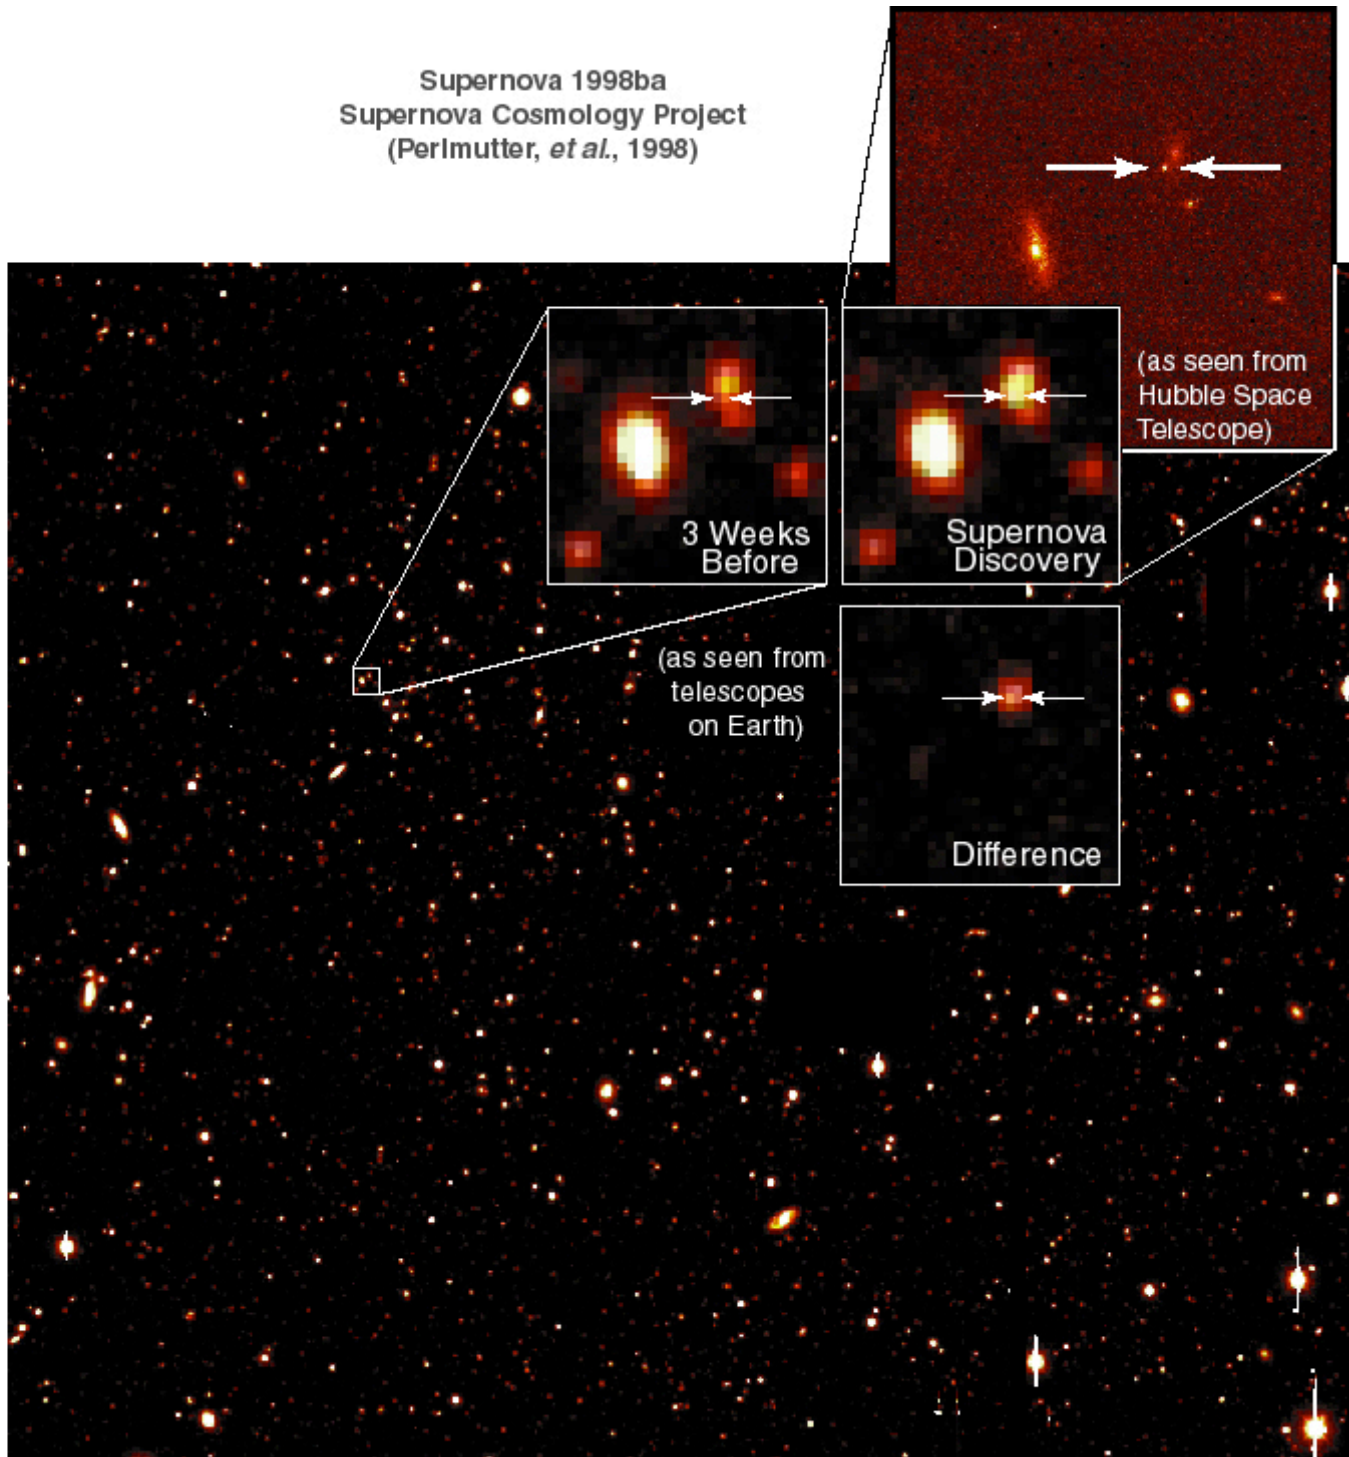 Supernova 1998ba
Supernova Cosmology Project
(Perlmutter, et al., 1998)
(as seen from
Hubble Space
Telescope)
3 Weeks
Before
Supernova
Discovery
(as seen from
telescopes
on Earth)
Difference